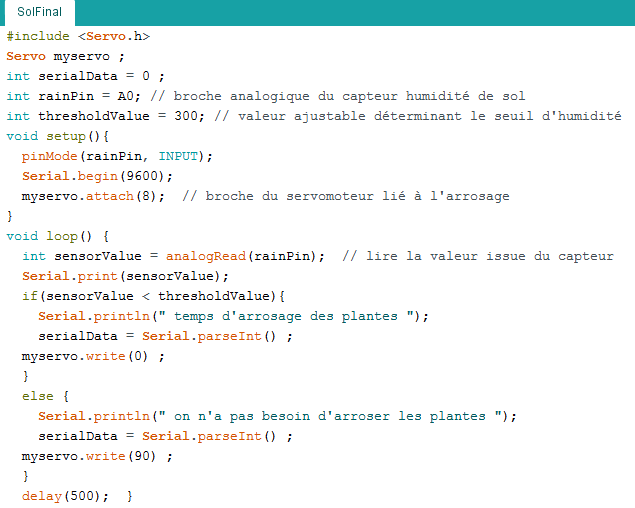 SolFinal
#include <Servo.h>
Servo myservo ;
int serialData = 0 ;
int rainPin = A0; // broche analogique du capteur humidité de sol
int thresholdValue = 300; // valeur ajustable déterminant le seuil d'humidité
void setup(){
  pinMode(rainPin, INPUT);
  Serial.begin(9600);
  myservo.attach(8);  // broche du servomoteur lié à l'arrosage
}
void loop() {
  int sensorValue = analogRead(rainPin);  // lire la valeur issue du capteur
  Serial.print(sensorValue);
  if(sensorValue < thresholdValue){
    Serial.println(" temps d'arrosage des plantes ");
    serialData = Serial.parseInt() ;
  myservo.write(0) ;
  }
  else {
    Serial.println(" on n'a pas besoin d'arroser les plantes ");
    serialData = Serial.parseInt() ;
  myservo.write(90) ;
  }
  delay(500);  }